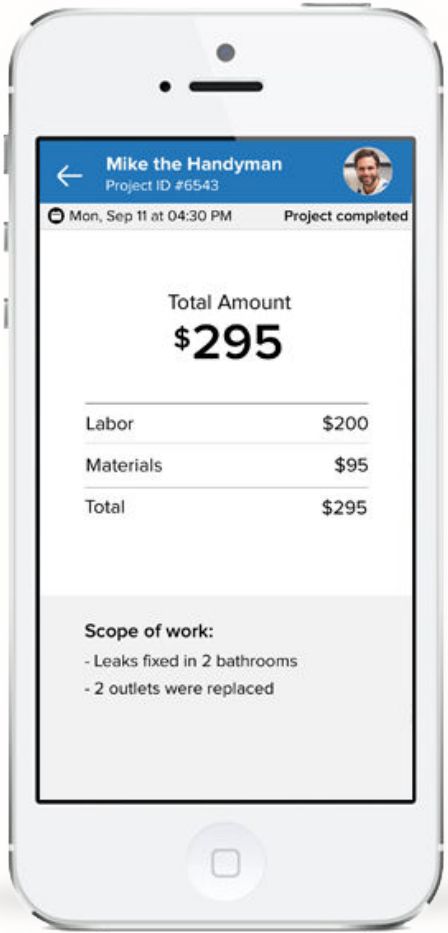 Mike the Handyman
Project ID #6543
Mon, Sep 11 at 04:30 PM Project completed
Total Amount
$295
Labor $200
Materials $95
Total $295
Scope of work:
- Leaks fixed in 2 bathrooms
- 2 outlets were replaced